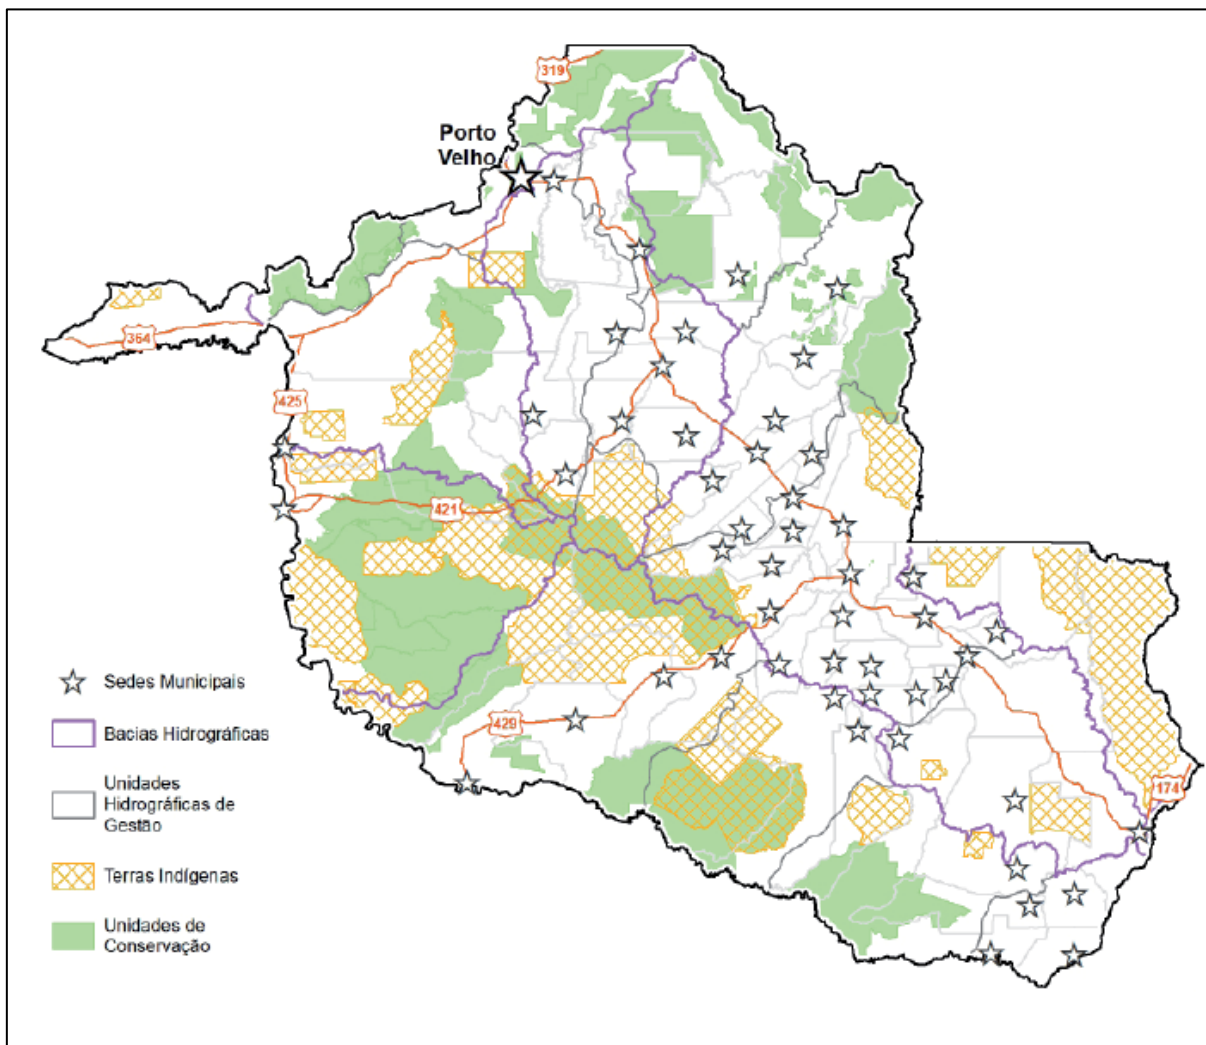 319
Porto
Velho
364
425
421
429
174
Sedes Municipais
Bacias Hidrográficas
Unidades
Hidrográficas de
Gestão
Terras Indígenas
Unidades de
Conservação